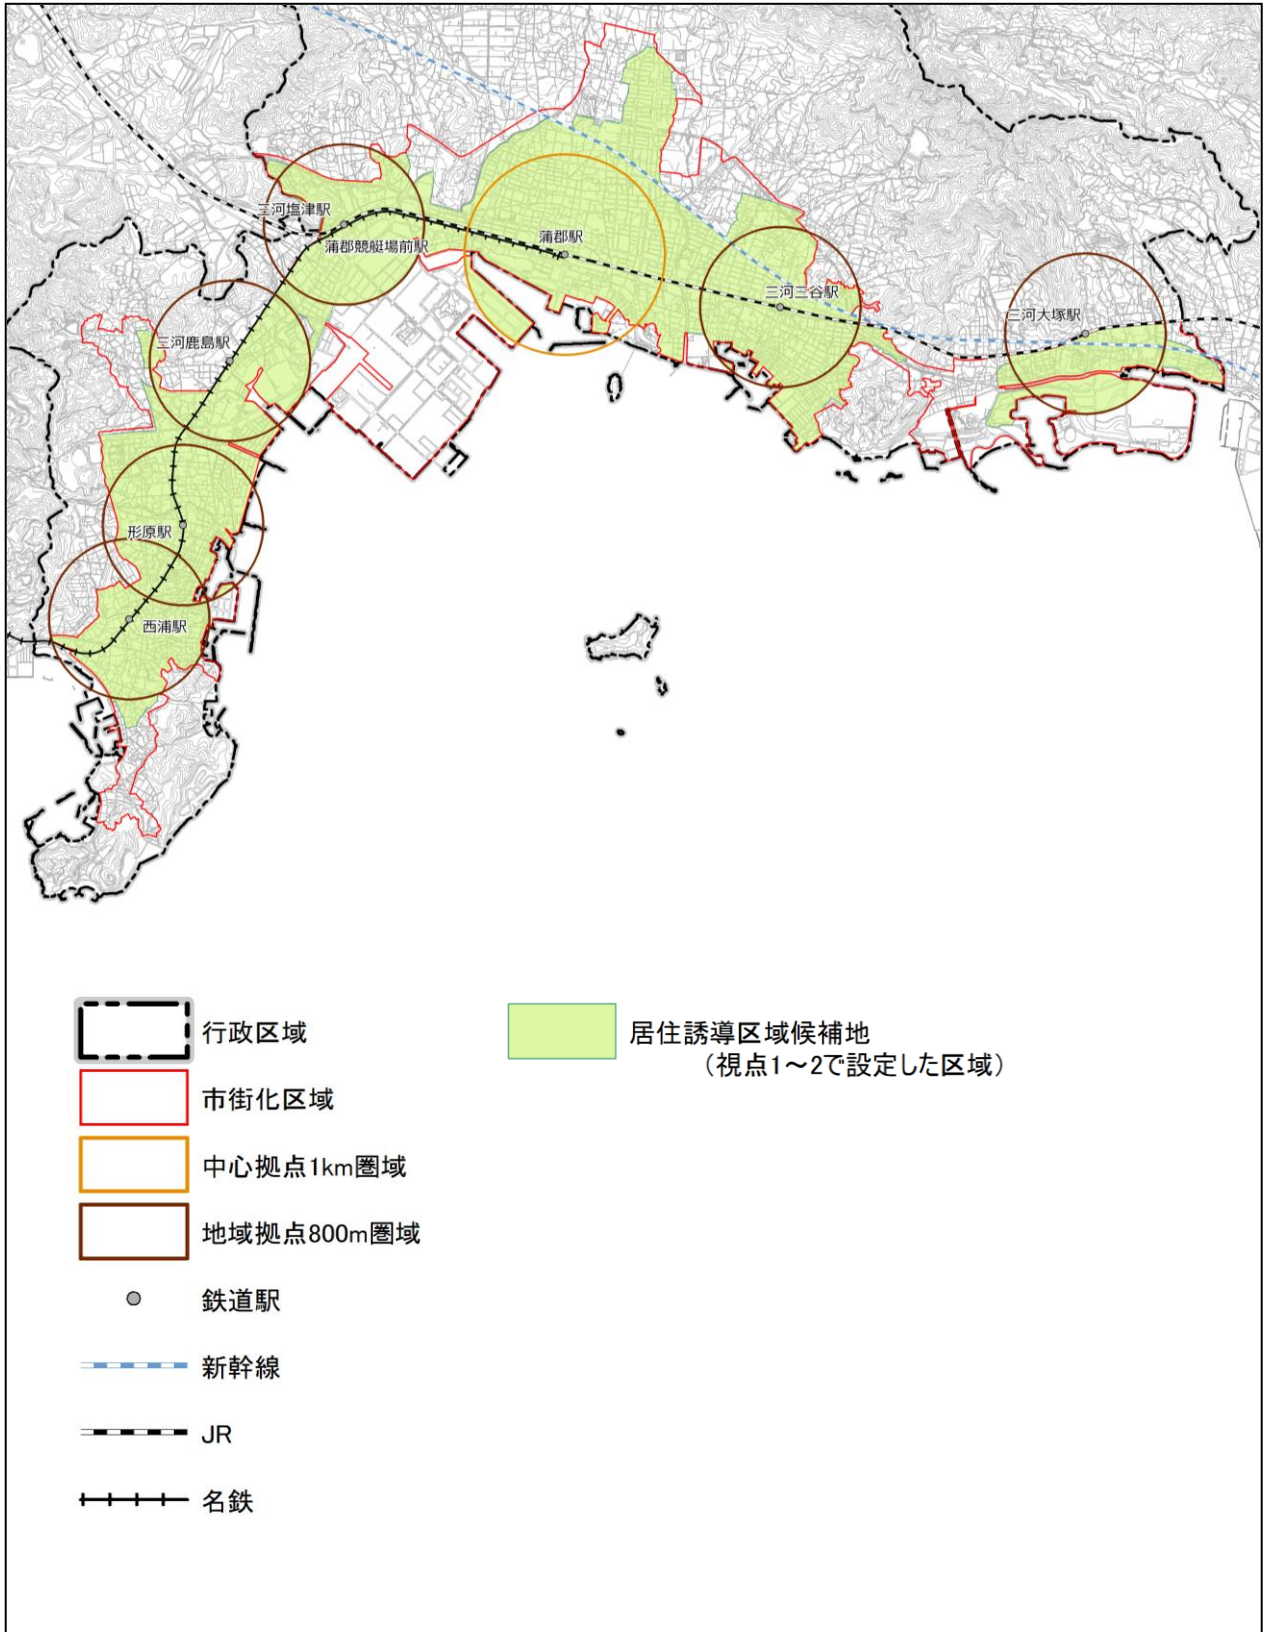 三河塩津駅
蒲郡競艇場前駅
蒲郡駅
三河三谷駅
三河大塚駅
三河鹿島駅
形原駅
西浦駅
行政区域
居住誘導区域候補地
（視点1～2で設定した区域）
市街化区域
中心拠点1km圏域
地域拠点800m圏域
鉄道駅
新幹線
JR
名鉄